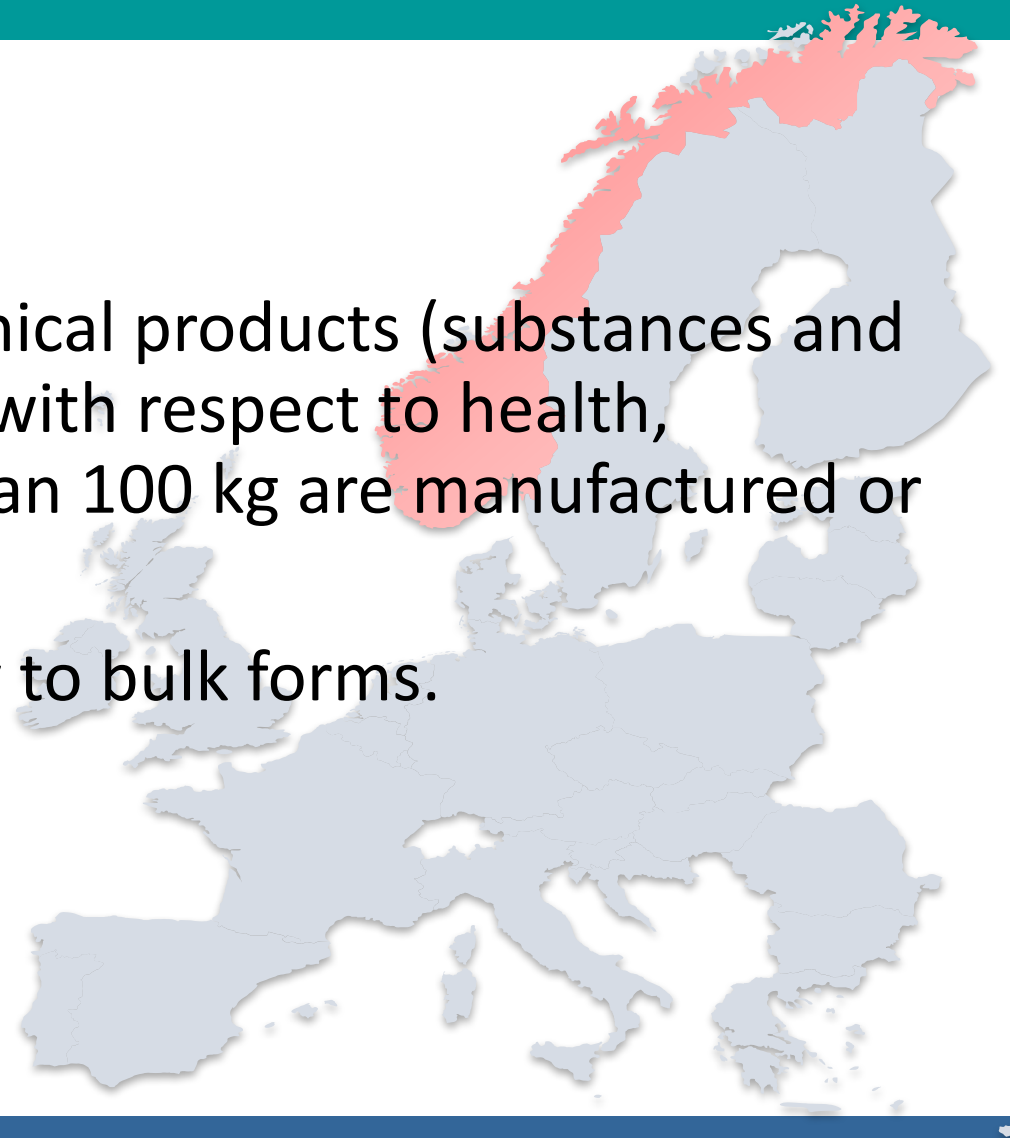 nical products (substances and
with respect to health,
an 100 kg are manufactured or
to bulk forms.